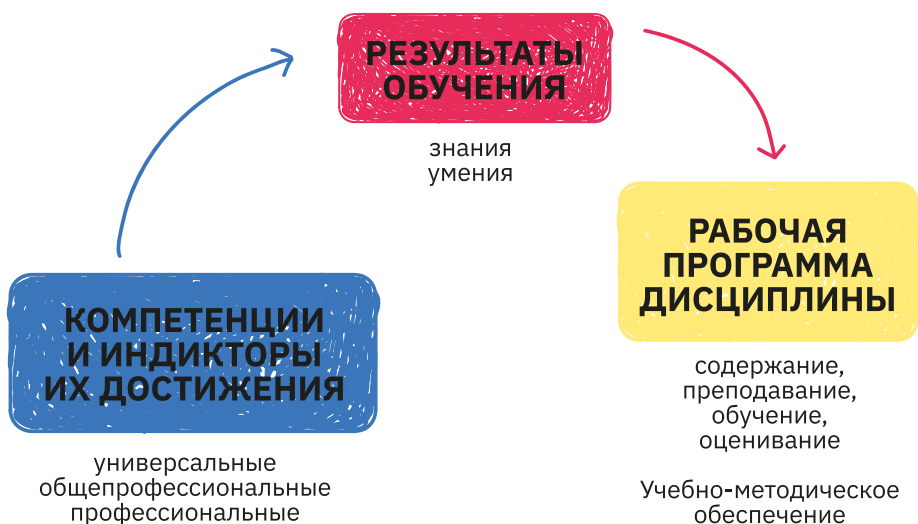 РЕЗУЛЬТАТЫ
ОБУЧЕНИЯ
знания
умения
РАБОЧАЯ
ПРОГРАММА
ДИСЦИПЛИНЫ
содержание,
преподавание,
обучение,
оценивание
Учебно-методическое
обеспечение
КОМПЕТЕНЦИИ
И ИНДИКТОРЫ
ИХ ДОСТИЖЕНИЯ
универсальные
общепрофессиональные
профессиональные